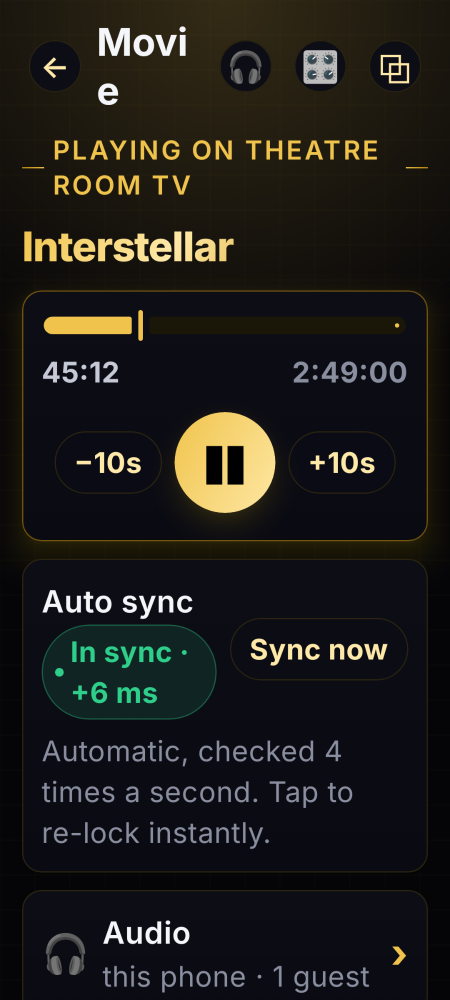 Movi
e
PLAYING ON THEATRE
ROOM TV
Interstellar
45:12
2:49:00
−10s
+10s
Auto sync
In sync ·
+6 ms
Sync now
Automatic, checked 4
times a second. Tap to
re-lock instantly.
Audio
this phone · 1 guest